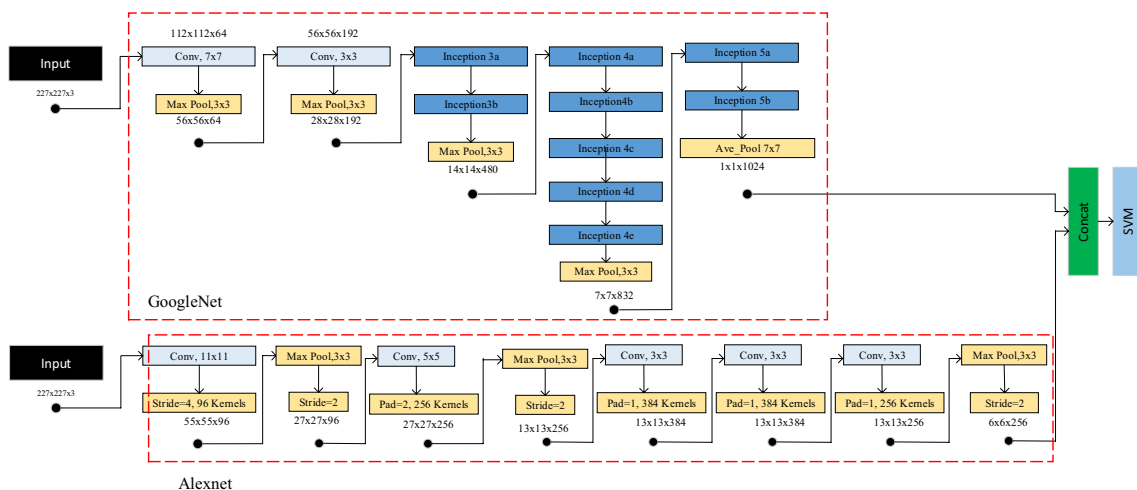 112x112x64
56x56x192
Input
Conv, 7x7
Conv, 3x3
Inception 3a
Inception 4a
Inception 5a
227x227x3
Max Pool,3x3
Max Pool,3x3
Inception3b
Inception4b
Inception 5b
56x56x64
28x28x192
Max Pool,3x3
Inception 4c
Ave_Pool 7x7
14x14x480
1x1x1024
Inception 4d
Inception 4e
Max Pool,3x3
7x7x832
GoogleNet
Concat
SVM
Input
Conv, 11x11
Max Pool,3x3
Conv, 5x5
Max Pool,3x3
Conv, 3x3
Conv, 3x3
Conv, 3x3
Max Pool,3x3
227x227x3
Stride=4, 96 Kernels
Stride=2
Pad=2, 256 Kernels
Stride=2
Pad=1, 384 Kernels
Pad=1, 384 Kernels
Pad=1, 256 Kernels
Stride=2
55x55x96
27x27x96
27x27x256
13x13x256
13x13x384
13x13x384
13x13x256
6x6x256
Alexnet